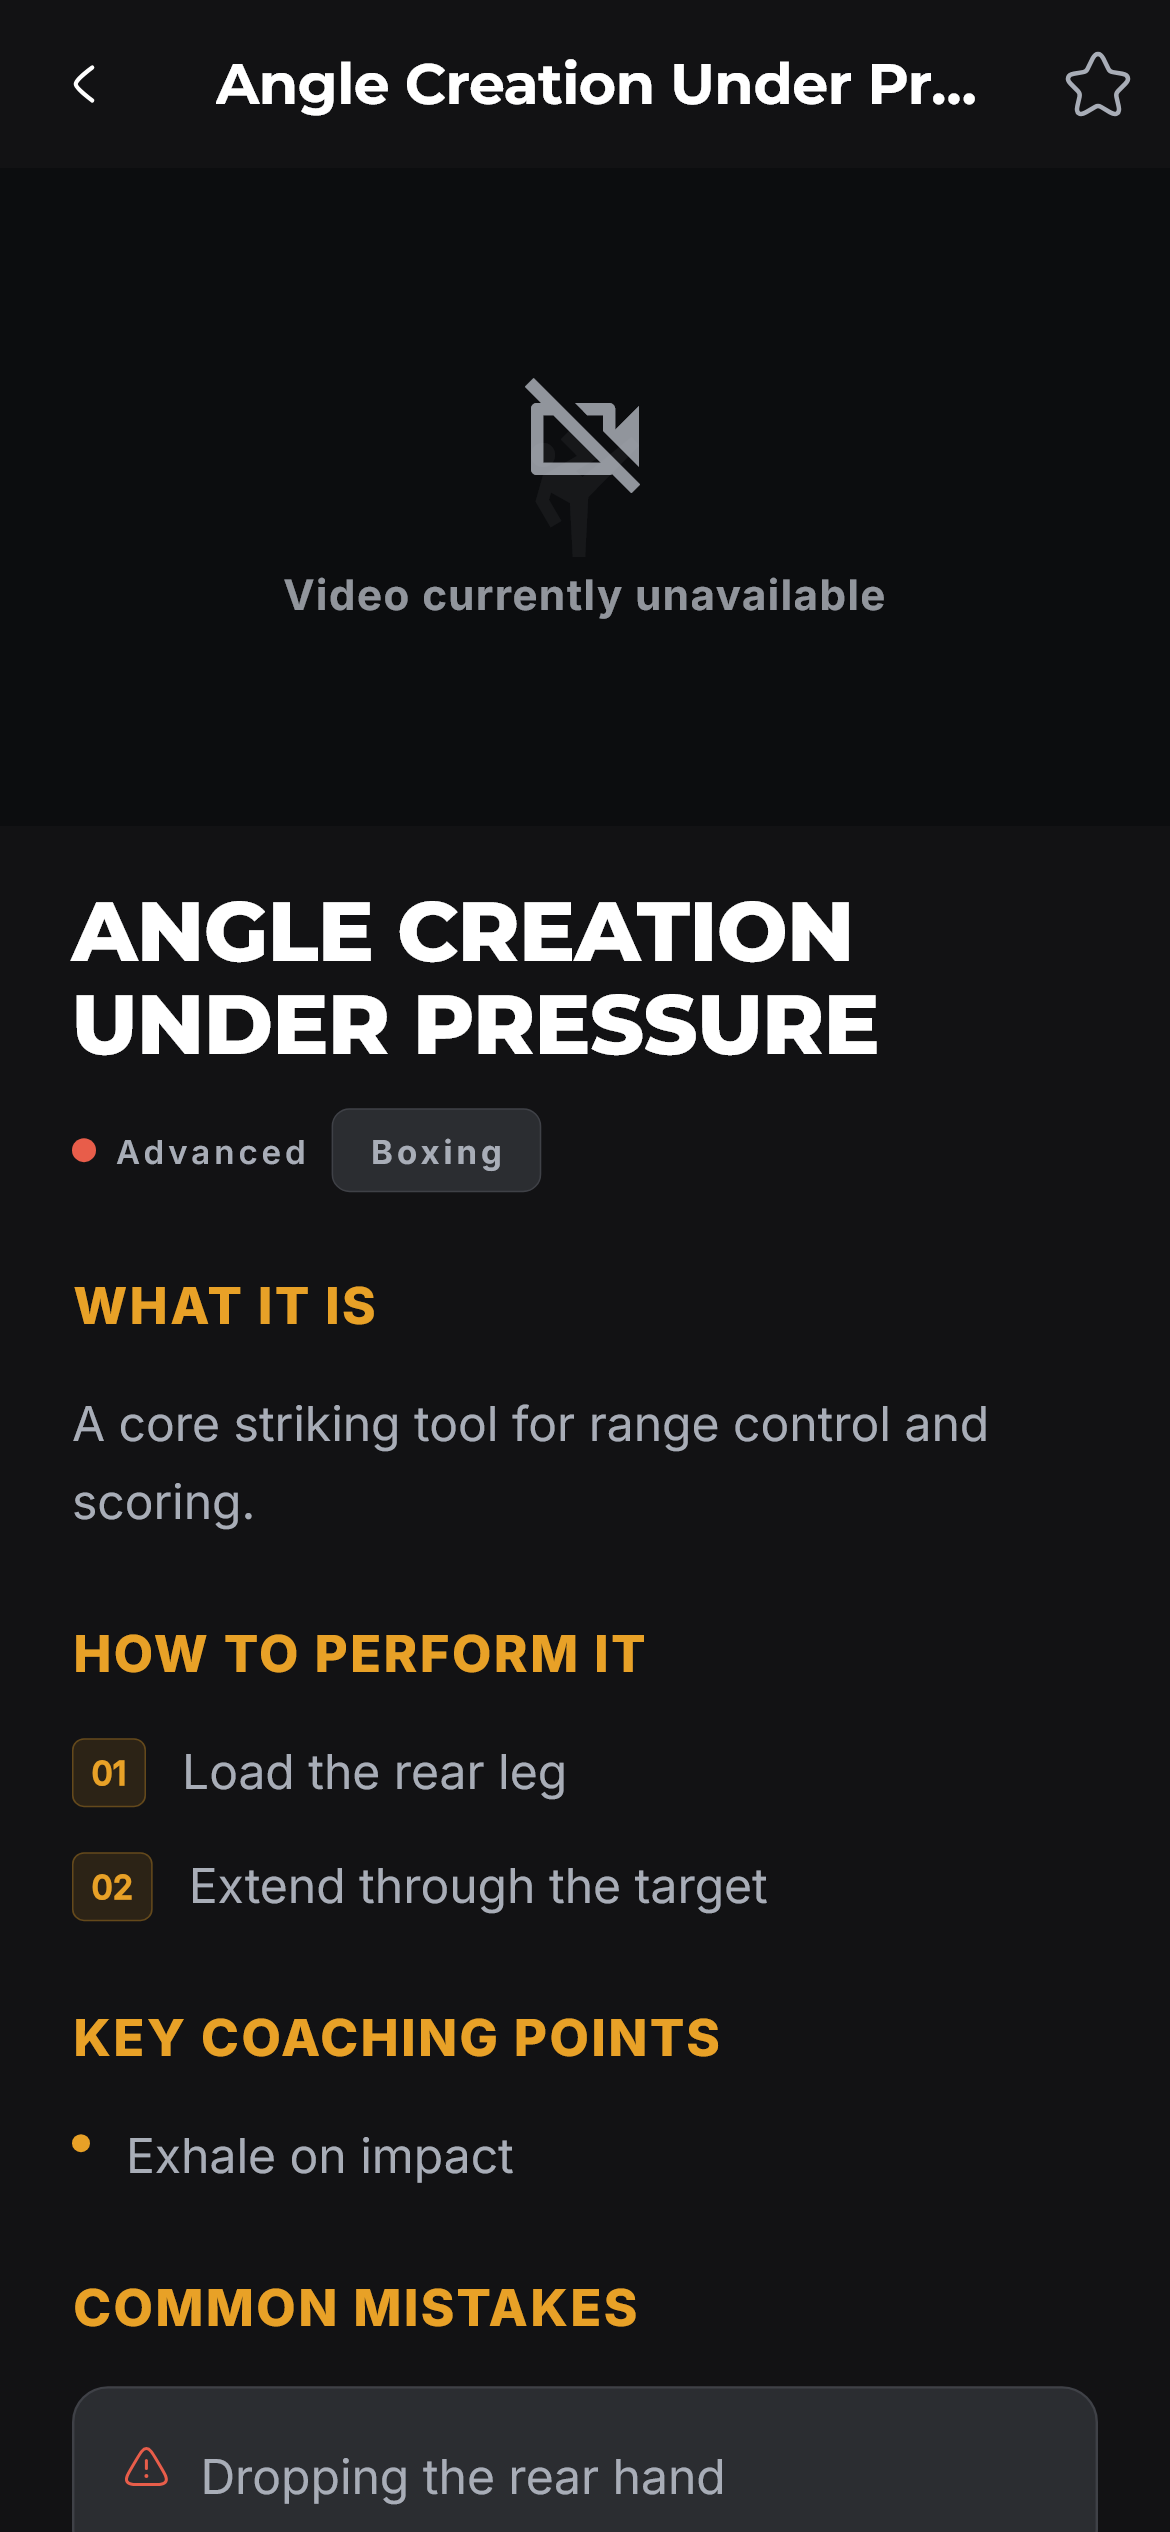 Angle Creation Under Pr...
Video currently unavailable
ANGLE CREATION
UNDER PRESSURE
Advanced
Boxing
WHAT IT IS
A core striking tool for range control and
scoring.
HOW TO PERFORM IT
01 Load the rear leg
02 Extend through the target
KEY COACHING POINTS
Exhale on impact
COMMON MISTAKES
Dropping the rear hand